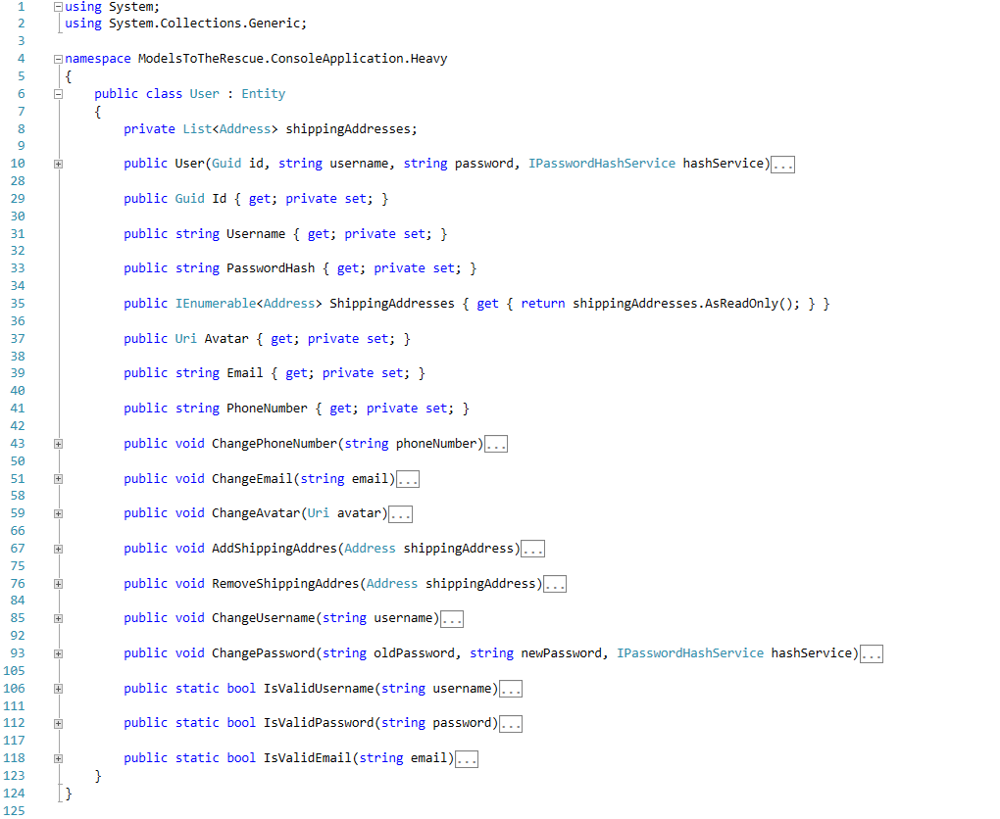 1 using System;
2 using System.Collections.Generic;
3
4 namespace ModelsToTheRescue.ConsoleApplication.Heavy
5 {
6 public class User : Entity
7 {
8 private List<Address> shippingAddresses;
9
10 public User(Guid id, string username, string password, IPasswordHashService hashService)...
28
29 public Guid Id { get; private set; }
30
31 public string Username { get; private set; }
32
33 public string PasswordHash { get; private set; }
34
35 public IEnumerable<Address> ShippingAddresses { get { return shippingAddresses.AsReadOnly(); } }
36
37 public Uri Avatar { get; private set; }
38
39 public string Email { get; private set; }
40
41 public string PhoneNumber { get; private set; }
42
43 public void ChangePhoneNumber(string phoneNumber)...
50
51 public void ChangeEmail(string email)...
58
59 public void ChangeAvatar(Uri avatar)...
66
67 public void AddShippingAddres(Address shippingAddress)...
75
76 public void RemoveShippingAddres(Address shippingAddress)...
84
85 public void ChangeUsername(string username)...
92
93 public void ChangePassword(string oldPassword, string newPassword, IPasswordHashService hashService)...
105
106 public static bool IsValidUsername(string username)...
111
112 public static bool IsValidPassword(string password)...
117
118 public static bool IsValidEmail(string email)...
123 }
124 }
125